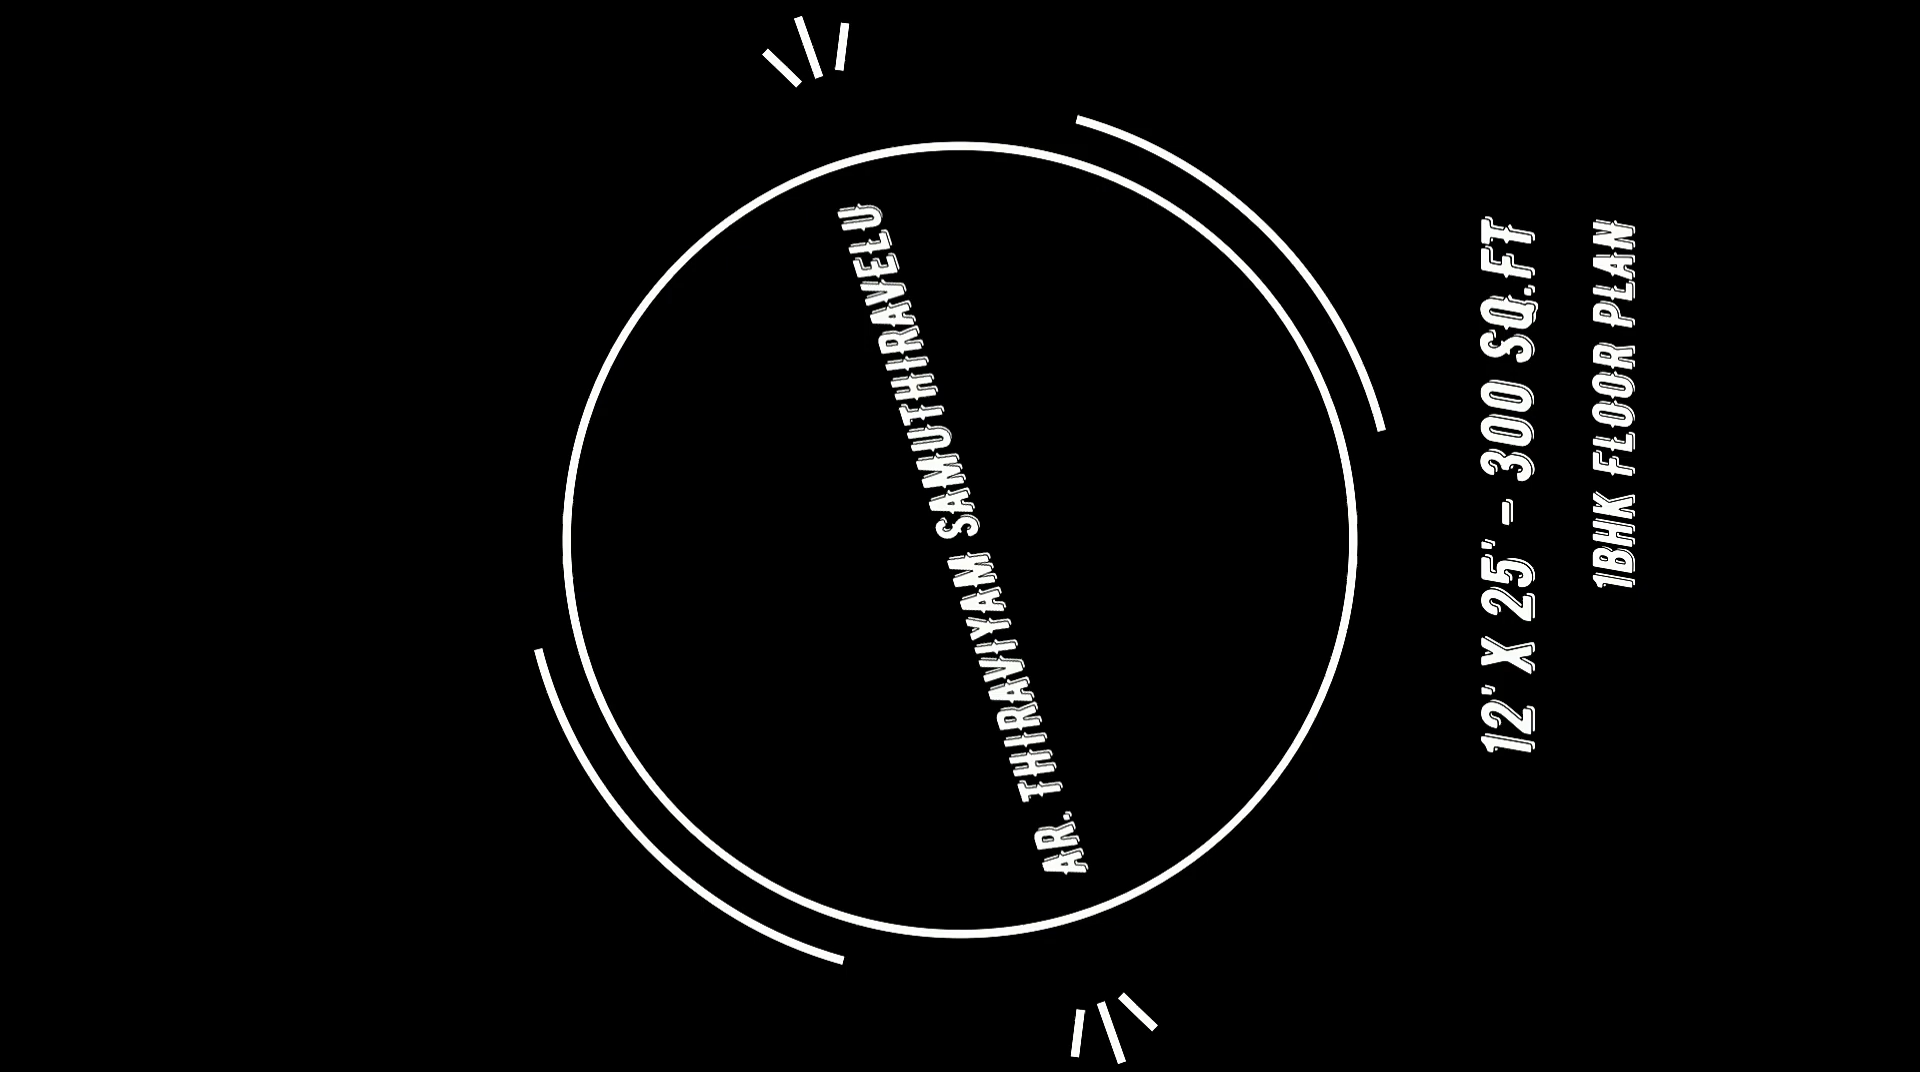 AR. THIRAVIYAM SAMUTHIRAVELU
12' X 25' - 300 SQ.FT
1BHK FLOOR PLAN